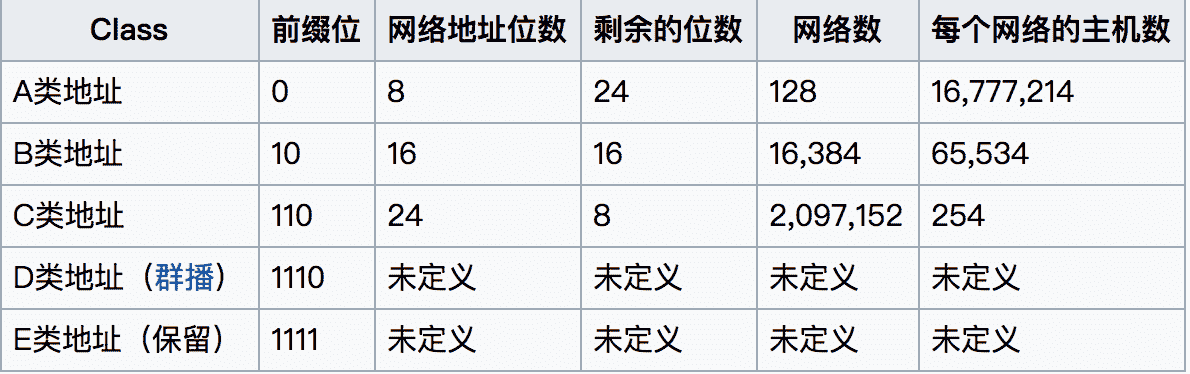 Class 前缀位 网络地址位数 剩余的位数 网络数 每个网络的主机数
A类地址 0 8 24 128 16,777,214
B类地址 10 16 16 16,384 65,534
C类地址 110 24 8 2,097,152 254
D类地址（群播） 1110 未定义 未定义 未定义 未定义
E类地址（保留） 1111 未定义 未定义 未定义 未定义